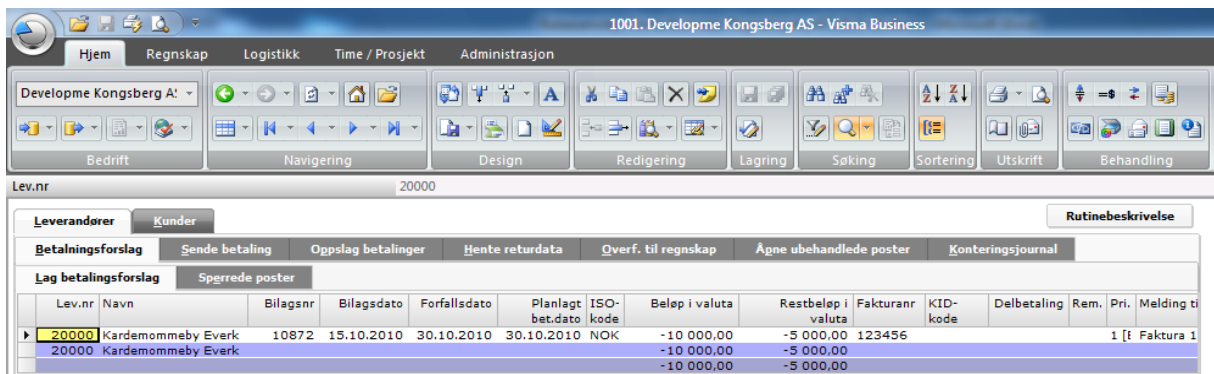 1001. Developme Kongsberg AS - Visma Business
Hjem Regnskap Logistikk Time / Prosjekt Administrasjon
Developme Kongsberg A:
Bedrift Navigering Design Redigering Lagring Søking Sortering Utskrift Behandling
Lev.nr 20000
Leverandører Kunder Rutinebeskrivelse
Betalningsforslag Sende betaling Oppslag betalinger Hente returdata Overf. til regnskap Åpne ubehandlede poster Konteringsjournal
Lag betalingsforslag Sperrede poster
Lev.nr Navn Bilagsnr Bilagsdato Forfallsdato Planlagt ISO- Beløp i valuta Restbeløp i Fakturanr KID- Delbetaling Rem. Pri. Melding ti
bet.dato kode valuta kode
20000 Kardemommeby Everk 10872 15.10.2010 30.10.2010 30.10.2010 NOK -10 000,00 -5 000,00 123456 1 Faktura 1
20000 Kardemommeby Everk -10 000,00 -5 000,00
-10 000,00 -5 000,00